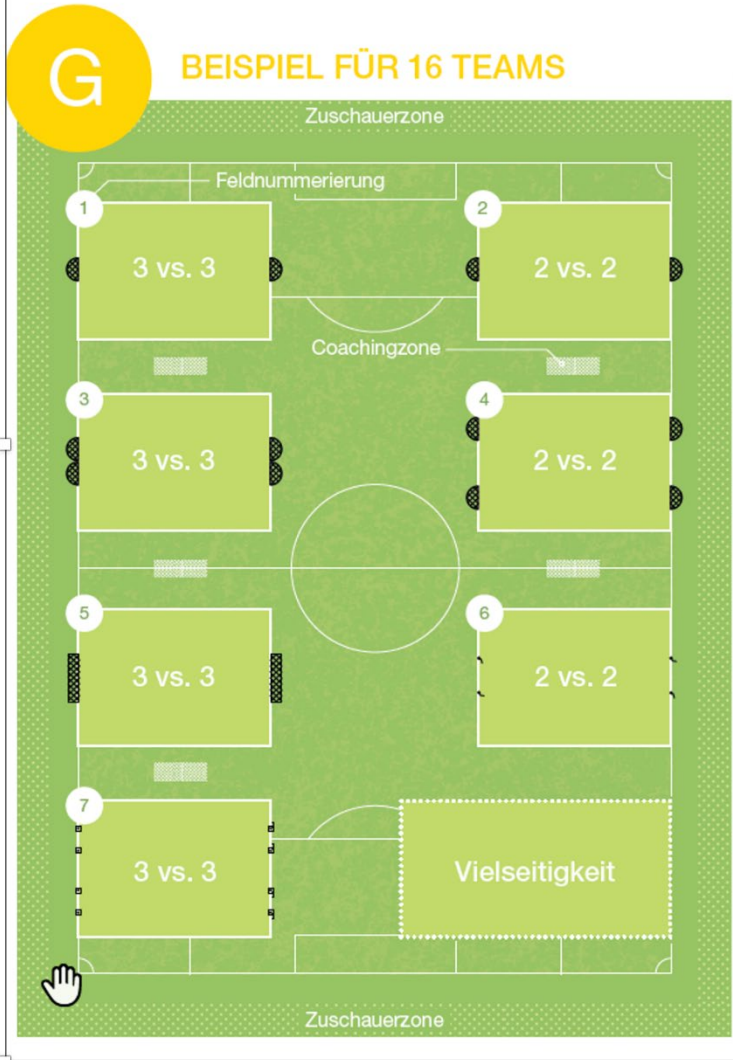 G
BEISPIEL FÜR 16 TEAMS
Zuschauerzone
Feldnummerierung
1
2
3 vs. 3
2 vs. 2
Coachingzone
3
4
3 vs. 3
2 vs. 2
5
6
3 vs. 3
2 vs. 2
7
3 vs. 3
Vielseitigkeit
Zuschauerzone